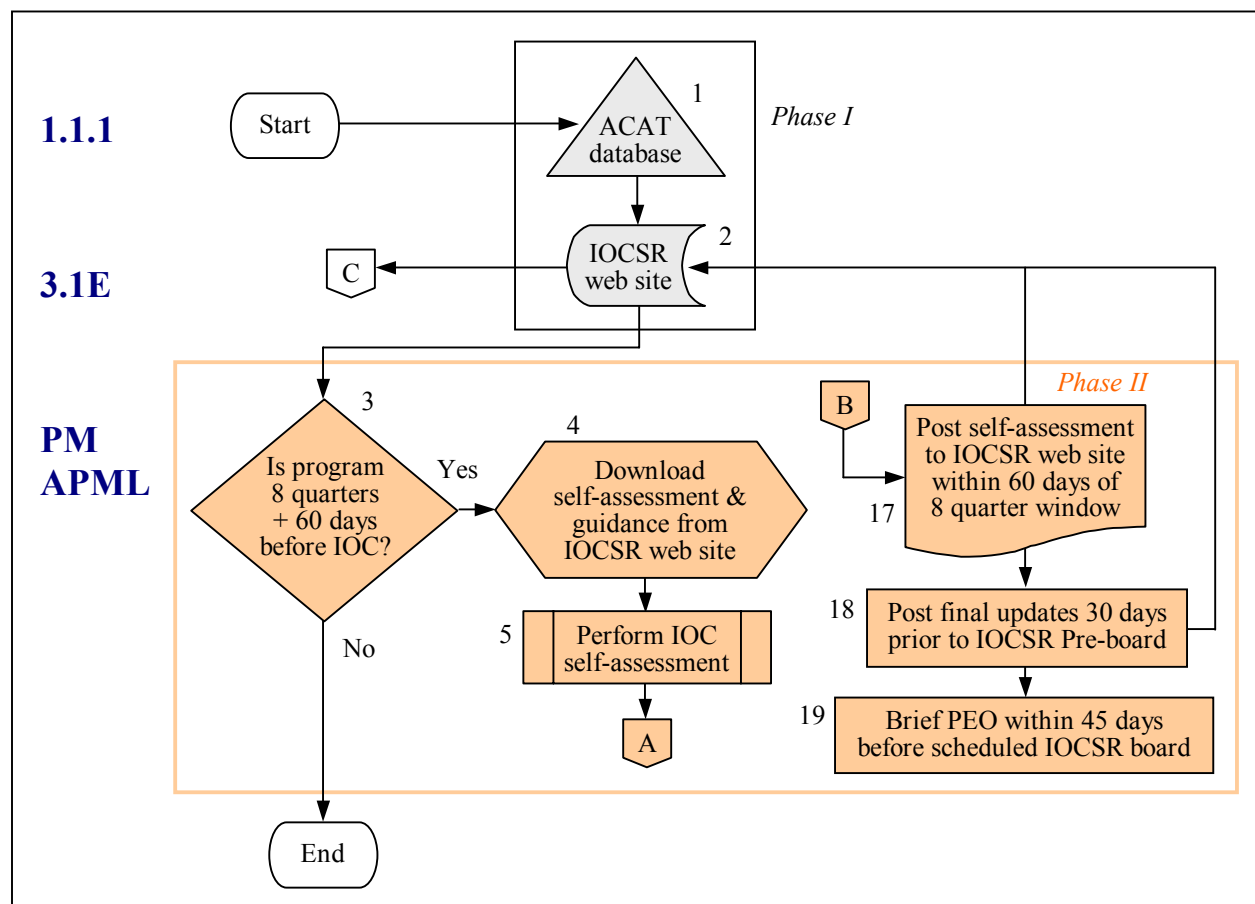 1.1.1
Start
1
ACAT
database
Phase I
3.1E
C
2
IOCSR
web site
PM
APML
Phase II
3
Is program
8 quarters
+ 60 days
before IOC?
Yes
No
4
Download
self-assessment &
guidance from
IOCSR web site
5
Perform IOC
self-assessment
A
B
Post self-assessment
to IOCSR web site
within 60 days of
8 quarter window
17
18
Post final updates 30 days
prior to IOCSR Pre-board
19
Brief PEO within 45 days
before scheduled IOCSR board
End